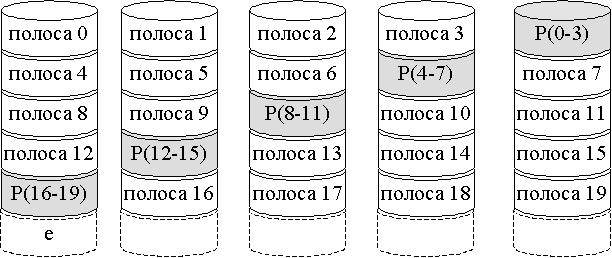 полоса 0 полоса 1 полоса 2 полоса 3 P(0-3)
полоса 4 полоса 5 полоса 6 P(4-7) полоса 7
полоса 8 полоса 9 P(8-11) полоса 10 полоса 11
полоса 12 P(12-15) полоса 13 полоса 14 полоса 15
P(16-19) полоса 16 полоса 17 полоса 18 полоса 19
е